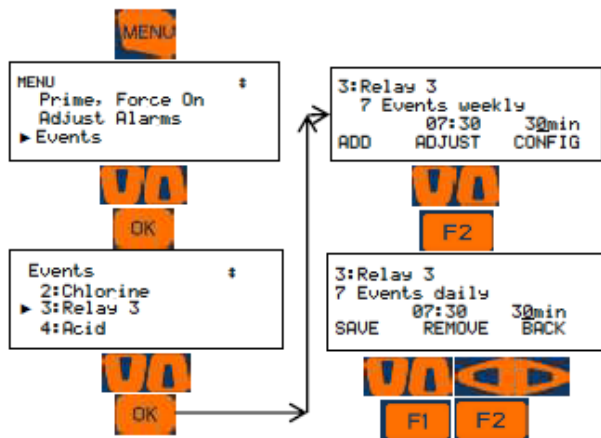 MENU
MENU
Prime, Force On
Adjust Alarms
Events
OK
Events
2:Chlorine
3:Relay 3
4:Acid
OK
3:Relay 3
7 Events weekly
07:30 30min
ADD ADJUST CONFIG
F2
3:Relay 3
7 Events daily
07:30 30min
SAVE REMOVE BACK
F1 F2